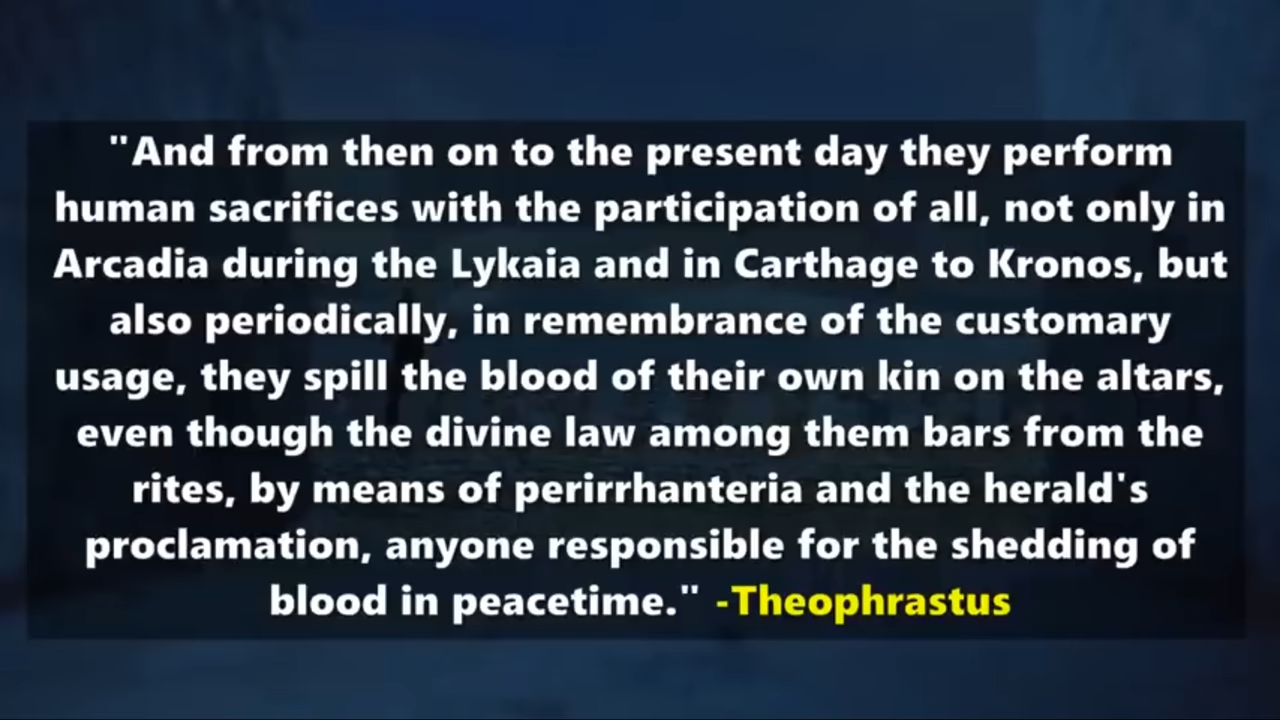 "And from then on to the present day they perform
human sacrifices with the participation of all, not only in
Arcadia during the Lykaia and in Carthage to Kronos, but
also periodically, in remembrance of the customary
usage, they spill the blood of their own kin on the altars,
even though the divine law among them bars from the
rites, by means of perirrhanteria and the herald's
proclamation, anyone responsible for the shedding of
blood in peacetime." -Theophrastus